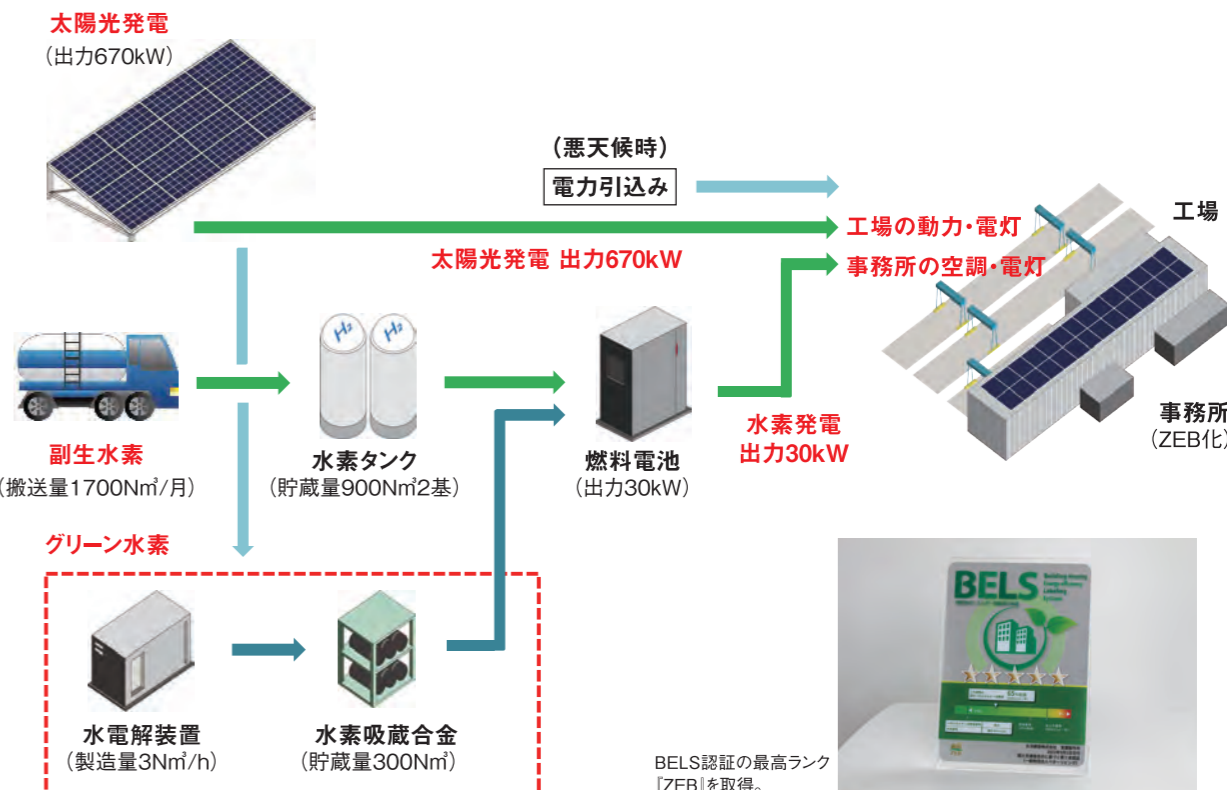 太陽光発電
（出力670kW）
（悪天候時）
電力引込み
工場
工場の動力・電灯
太陽光発電 出力670kW
事務所の空調・電灯
H₂
H₂
副生水素
（搬送量1700N㎥/月）
水素タンク
（貯蔵量900N㎥2基）
燃料電池
（出力30kW）
水素発電
出力30kW
事務所
（ZEB化）
グリーン水素
水電解装置
（製造量3N㎥/h）
水素吸蔵合金
（貯蔵量300N㎥）
BELS
Building-Housing
Energy-efficiency
Labeling
System
BELS認証の最高ランク
『ZEB』を取得。